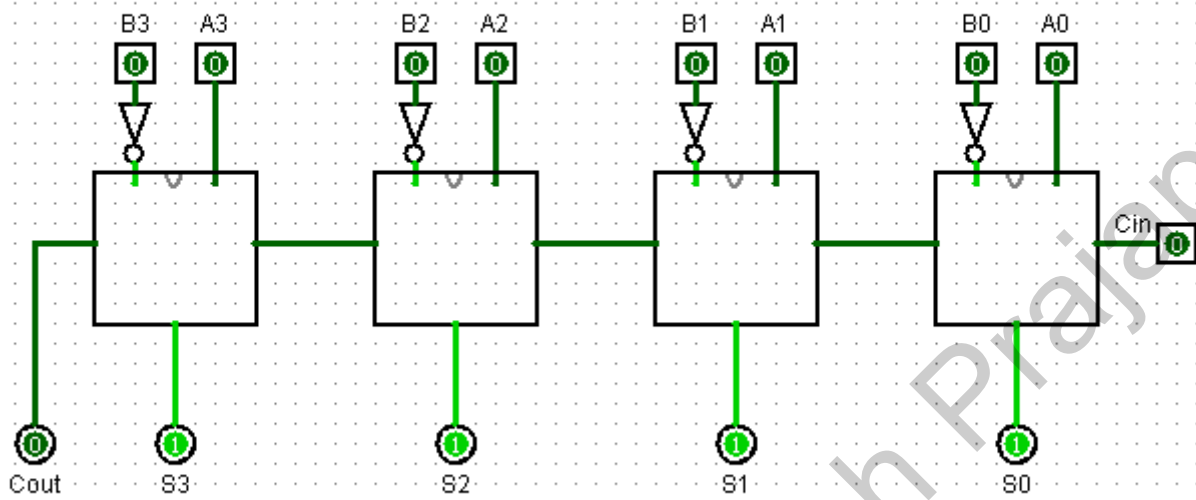 B3 A3 B2 A2 B1 A1 B0 A0
0 0 0 0 0 0 0 0
Cin 0
0 1 1 1 1
Cout S3 S2 S1 S0
h Prajap